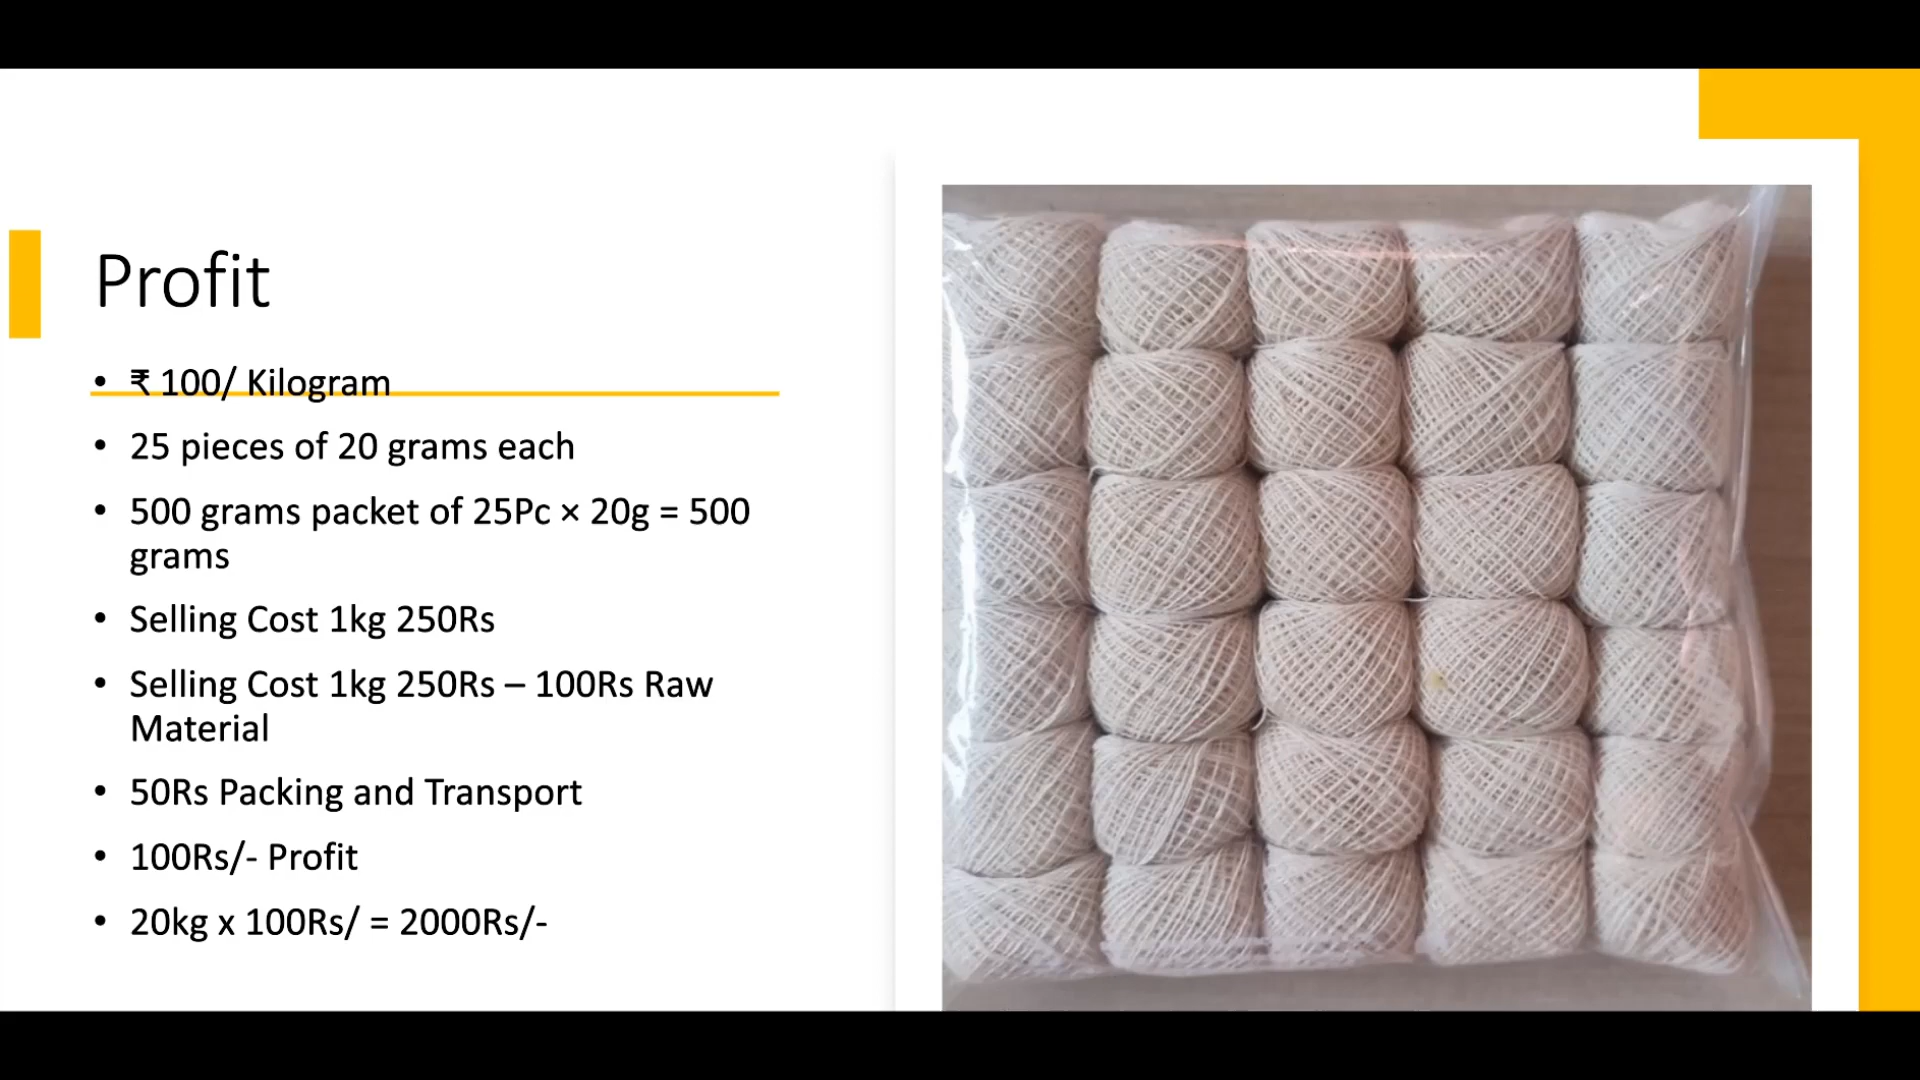 Profit
• ₹ 100/ Kilogram
• 25 pieces of 20 grams each
• 500 grams packet of 25Pc × 20g = 500
grams
• Selling Cost 1kg 250Rs
• Selling Cost 1kg 250Rs – 100Rs Raw
Material
• 50Rs Packing and Transport
• 100Rs/- Profit
• 20kg x 100Rs/ = 2000Rs/-